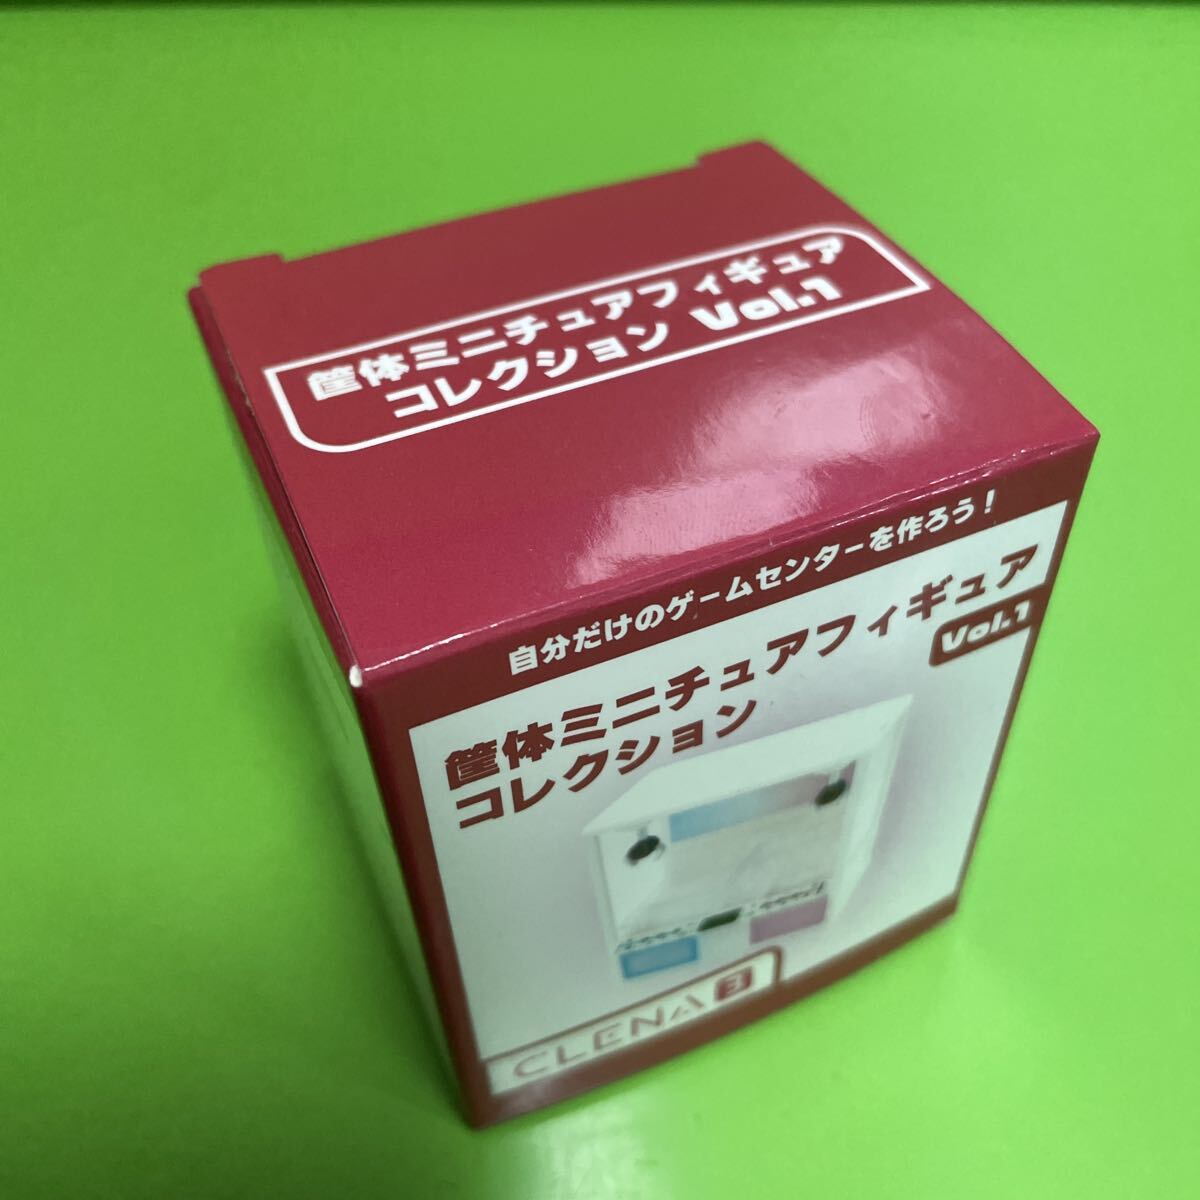 筐体ミニチュアフィギュア
コレクション Vol.1
自分だけのゲームセンターを作ろう!
筐体ミニチュアフィギュア
コレクション
Vol.1
CLENA 3